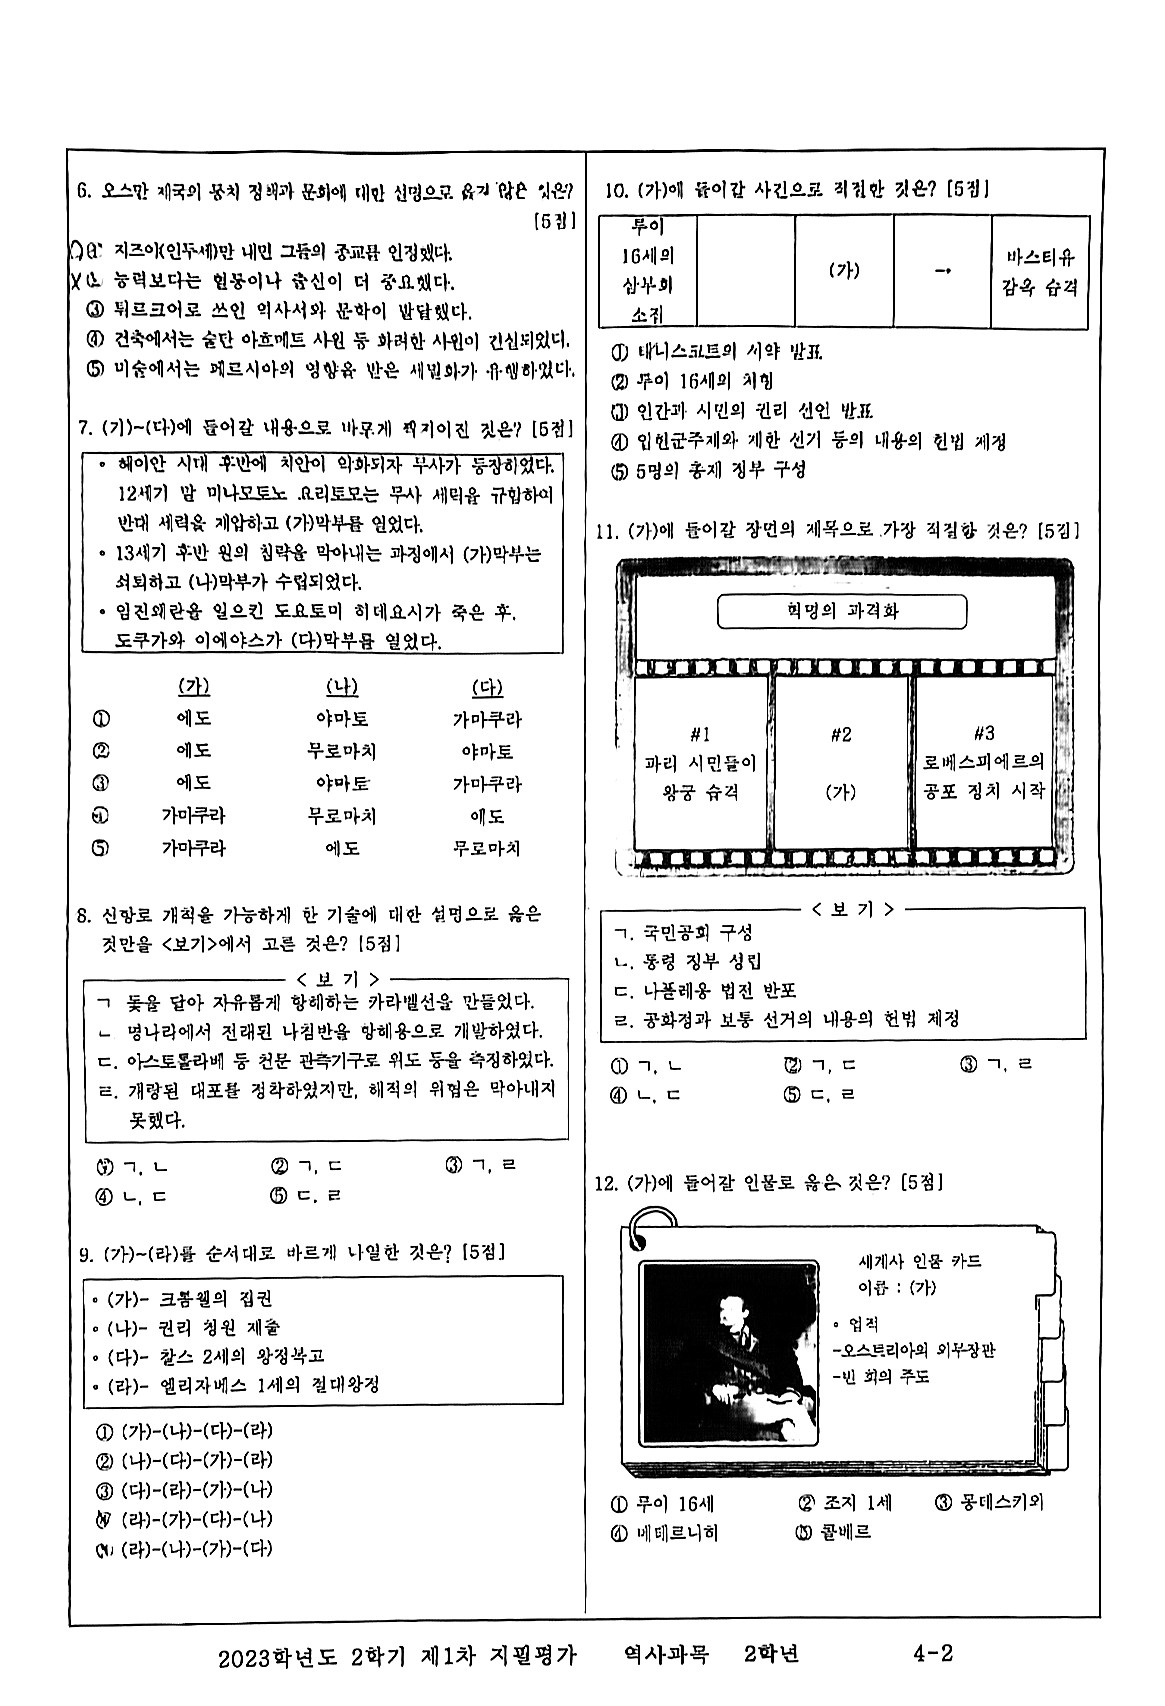 6. 오스만 제국의 통치 정책과 문화에 대한 설명으로 옳지 않은 것은?
[5점]
① 지즈야(인두세)만 내면 그들의 종교를 인정했다.
② 능력보다는 혈통이나 출신이 더 중요했다.
③ 튀르크어로 쓰인 역사서와 문학이 발달했다.
④ 건축에서는 술탄 아흐메트 사원 등 화려한 사원이 건설되었다.
⑤ 미술에서는 페르시아의 영향을 받은 세밀화가 유행하였다.
7. (가)~(다)에 들어갈 내용으로 바르게 짝지어진 것은? [5점]
∘ 헤이안 시대 후반에 치안이 악화되자 무사가 등장하였다.
12세기 말 미나모토노 요리토모는 무사 세력을 규합하여
반대 세력을 제압하고 (가)막부를 열었다.
∘ 13세기 후반 원의 침략을 막아내는 과정에서 (가)막부는
쇠퇴하고 (나)막부가 수립되었다.
∘ 임진왜란을 일으킨 도요토미 히데요시가 죽은 후,
도쿠가와 이에야스가 (다)막부를 열었다.
(가) (나) (다)
① 에도 야마토 가마쿠라
② 에도 무로마치 야마토
③ 에도 야마토 가마쿠라
④ 가마쿠라 무로마치 에도
⑤ 가마쿠라 에도 무로마치
8. 신항로 개척을 가능하게 한 기술에 대한 설명으로 옳은
것만을 <보기>에서 고른 것은? [5점]
< 보 기 >
ㄱ 돛을 달아 자유롭게 항해하는 카라벨선을 만들었다.
ㄴ 명나라에서 전래된 나침반을 항해용으로 개발하였다.
ㄷ. 아스트롤라베 등 천문 관측기구로 위도 등을 측정하였다.
ㄹ. 개량된 대포를 정착하였지만, 해적의 위협은 막아내지
못했다.
① ㄱ, ㄴ ② ㄱ, ㄷ ③ ㄱ, ㄹ
④ ㄴ, ㄷ ⑤ ㄷ, ㄹ
9. (가)~(라)를 순서대로 바르게 나열한 것은? [5점]
∘ (가)- 크롬웰의 집권
∘ (나)- 권리 청원 제출
∘ (다)- 찰스 2세의 왕정복고
∘ (라)- 엘리자베스 1세의 절대왕정
① (가)-(나)-(다)-(라)
② (나)-(다)-(가)-(라)
③ (다)-(라)-(가)-(나)
④ (라)-(가)-(다)-(나)
⑤ (라)-(나)-(가)-(다)
10. (가)에 들어갈 사건으로 적절한 것은? [5점]
루이
16세의
삼부회
소집
(가)
→
바스티유
감옥 습격
① 테니스코트의 서약 발표
② 루이 16세의 처형
③ 인간과 시민의 권리 선언 발표
④ 입헌군주제와 제한 선거 등의 내용의 헌법 제정
⑤ 5명의 총재 정부 구성
11. (가)에 들어갈 장면의 제목으로 가장 적절한 것은? [5점]
혁명의 과격화
#1
파리 시민들이
왕궁 습격
#2
(가)
#3
로베스피에르의
공포 정치 시작
< 보 기 >
ㄱ. 국민공회 구성
ㄴ. 통령 정부 성립
ㄷ. 나폴레옹 법전 반포
ㄹ. 공화정과 보통 선거의 내용의 헌법 제정
① ㄱ, ㄴ ② ㄱ, ㄷ ③ ㄱ, ㄹ
④ ㄴ, ㄷ ⑤ ㄷ, ㄹ
12. (가)에 들어갈 인물로 옳은 것은? [5점]
세계사 인물 카드
이름 : (가)
∘ 업적
-오스트리아의 외무장관
-빈 회의 주도
① 루이 16세 ② 조지 1세 ③ 몽테스키외
④ 메테르니히 ⑤ 콜베르
2023학년도 2학기 제1차 지필평가 역사과목 2학년 4-2